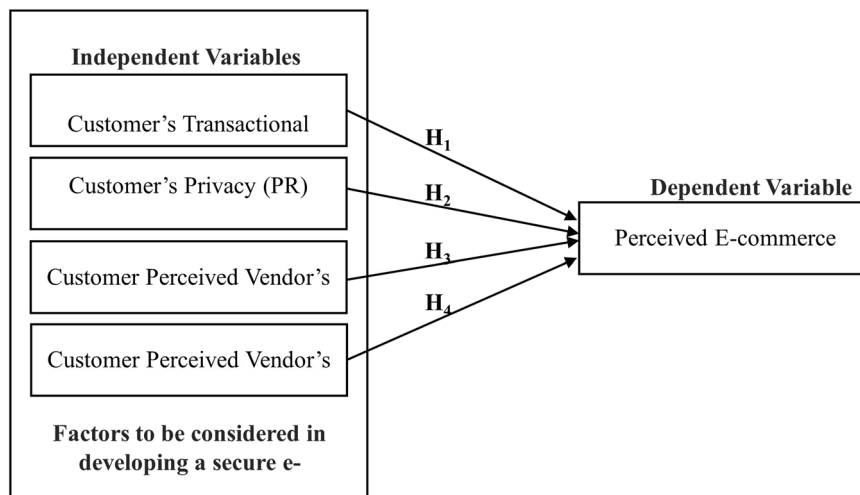 Independent Variables
Customer’s Transactional
Customer’s Privacy (PR)
Customer Perceived Vendor’s
Customer Perceived Vendor’s
Factors to be considered in
developing a secure e-
H₁
H₂
H₃
H₄
Dependent Variable
Perceived E-commerce